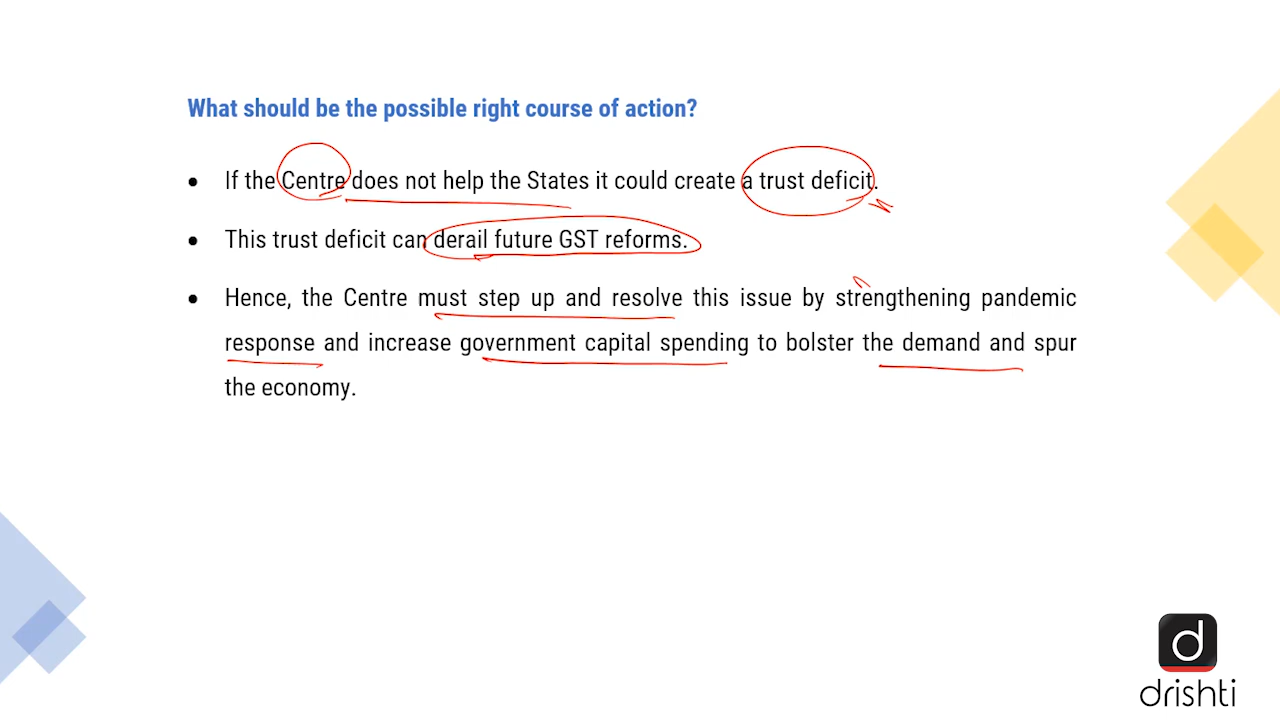 What should be the possible right course of action?
• If the Centre does not help the States it could create a trust deficit.
• This trust deficit can derail future GST reforms.
• Hence, the Centre must step up and resolve this issue by strengthening pandemic
response and increase government capital spending to bolster the demand and spur
the economy.
d
drishti